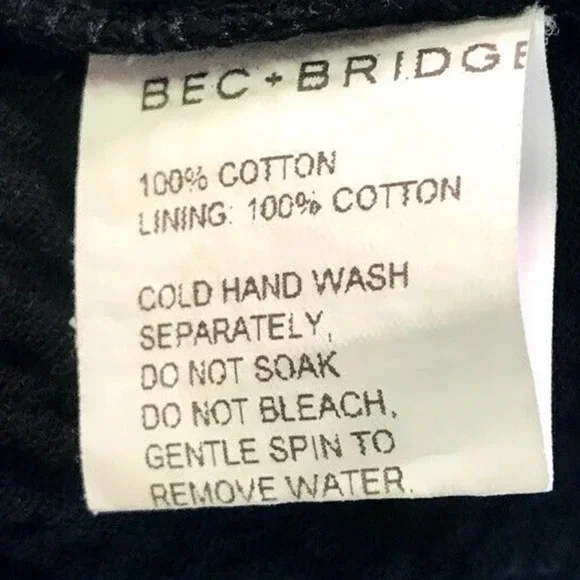 BEC+BRIDGE
100% COTTON
LINING: 100% COTTON
COLD HAND WASH
SEPARATELY,
DO NOT SOAK
DO NOT BLEACH,
GENTLE SPIN TO
REMOVE WATER.